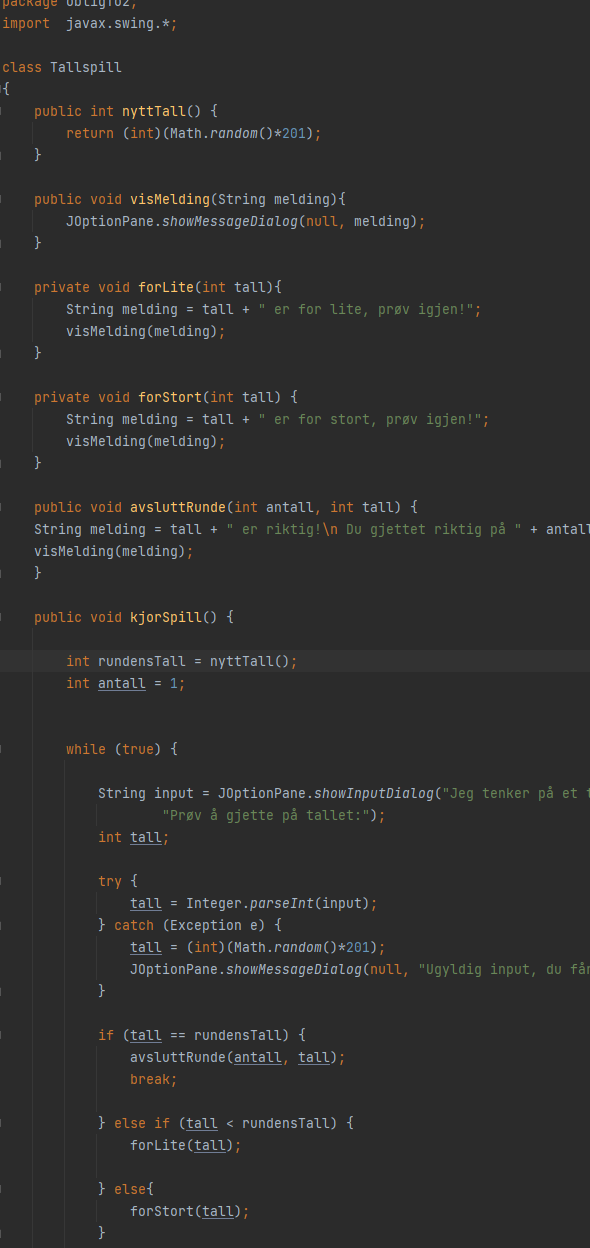 package oblig102;
import  javax.swing.*;
class Tallspill
{
    public int nyttTall() {
        return (int)(Math.random()*201);
    }
    public void visMelding(String melding){
        JOptionPane.showMessageDialog(null, melding);
    }
    private void forLite(int tall){
        String melding = tall + " er for lite, prøv igjen!";
        visMelding(melding);
    }
    private void forStort(int tall) {
        String melding = tall + " er for stort, prøv igjen!";
        visMelding(melding);
    }
    public void avsluttRunde(int antall, int tall) {
    String melding = tall + " er riktig!\n Du gjettet riktig på " + antall
    visMelding(melding);
    }
    public void kjorSpill() {
        int rundensTall = nyttTall();
        int antall = 1;
        while (true) {
            String input = JOptionPane.showInputDialog("Jeg tenker på et
                    "Prøv å gjette på tallet:");
            int tall;
            try {
                tall = Integer.parseInt(input);
            } catch (Exception e) {
                tall = (int)(Math.random()*201);
                JOptionPane.showMessageDialog(null, "Ugyldig input, du får
            }
            if (tall == rundensTall) {
                avsluttRunde(antall, tall);
                break;
            } else if (tall < rundensTall) {
                forLite(tall);
            } else{
                forStort(tall);
            }